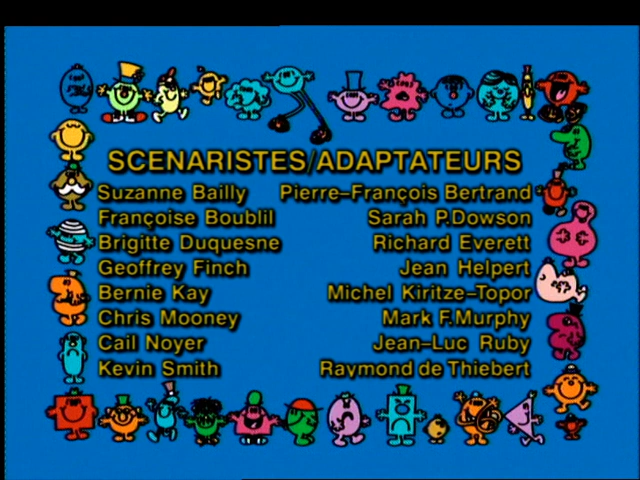 SCENARISTES/ADAPTATEURS
Suzanne Bailly Pierre–François Bertrand
Françoise Boublil Sarah P.Dowson
Brigitte Duquesne Richard Everett
Geoffrey Finch Jean Helpert
Bernie Kay Michel Kiritze–Topor
Chris Mooney Mark F.Murphy
Cail Noyer Jean–Luc Ruby
Kevin Smith Raymond de Thiebert